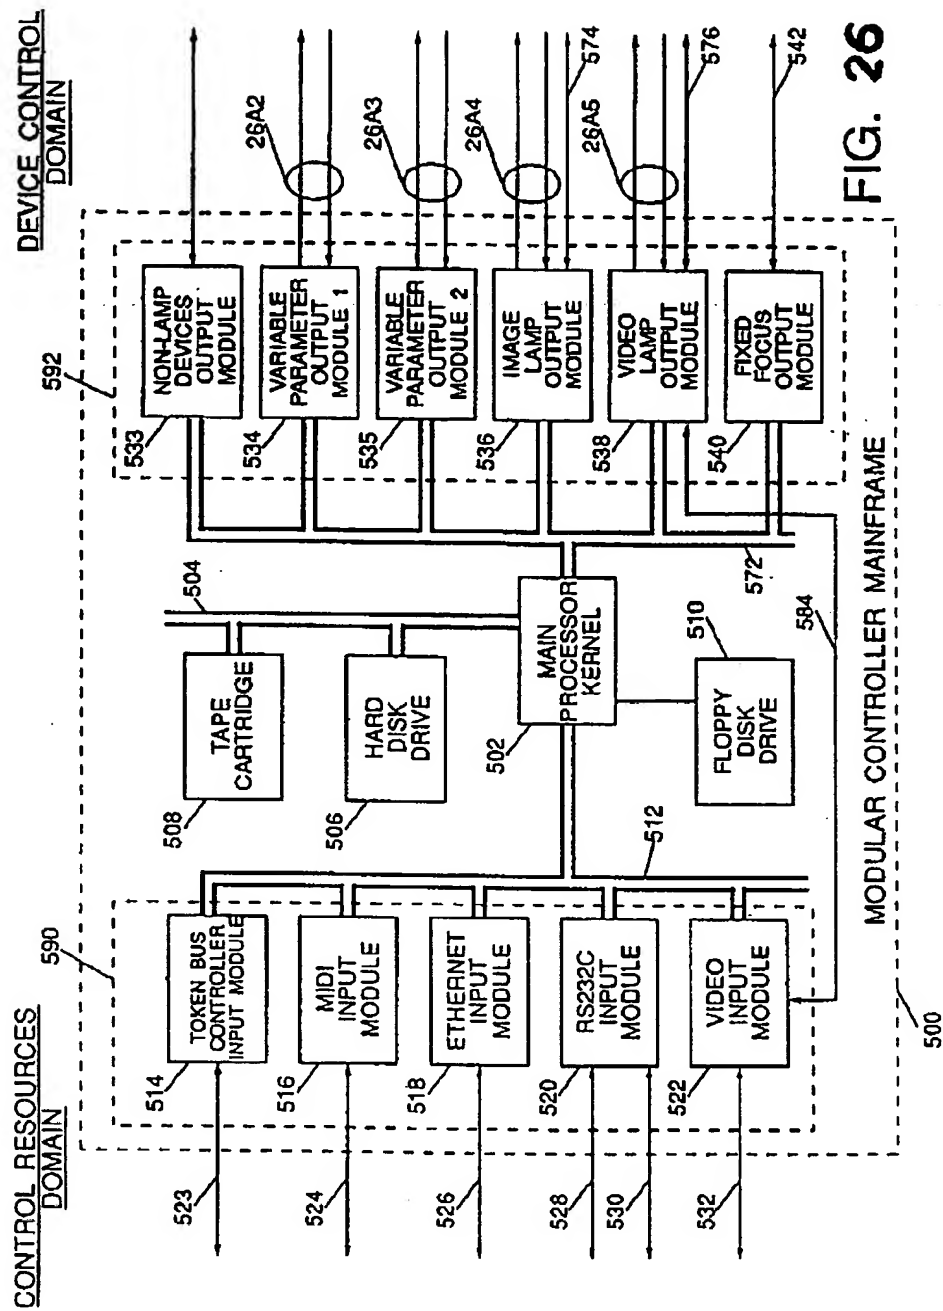 CONTROL RESOURCES
DOMAIN
DEVICE CONTROL
DOMAIN
590
592
514
TOKEN BUS
CONTROLLER
INPUT MODULE
523
516
MIDI
INPUT
MODULE
524
518
ETHERNET
INPUT
MODULE
526
520
RS232C
INPUT
MODULE
528
530
522
VIDEO
INPUT
MODULE
532
512
508
TAPE
CARTRIDGE
504
506
HARD
DISK
DRIVE
502
MAIN
PROCESSOR
KERNEL
510
FLOPPY
DISK
DRIVE
572
584
533
NON-LAMP
DEVICES
OUTPUT
MODULE
534
VARIABLE
PARAMETER
OUTPUT
MODULE 1
26A2
535
VARIABLE
PARAMETER
OUTPUT
MODULE 2
26A3
536
IMAGE
LAMP
OUTPUT
MODULE
26A4
574
538
VIDEO
LAMP
OUTPUT
MODULE
26A5
576
540
FIXED
FOCUS
OUTPUT
MODULE
542
MODULAR CONTROLLER MAINFRAME
500
FIG. 26